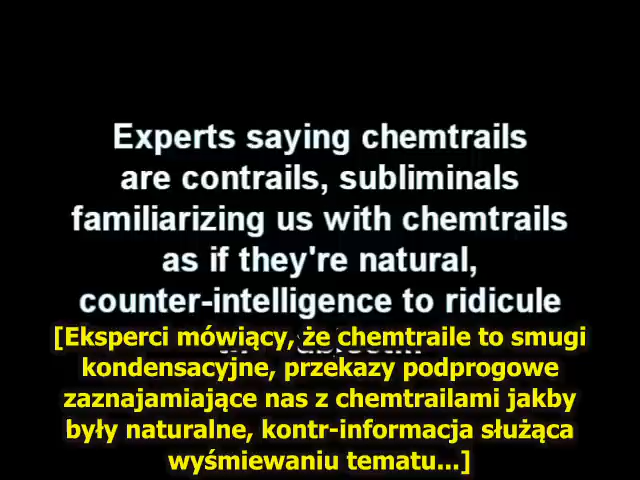 Experts saying chemtrails
are contrails, subliminals
familiarizing us with chemtrails
as if they're natural,
counter-intelligence to ridicule
[Eksperci mówiący, że chemtraile to smugi
kondensacyjne, przekazy podprogowe
zaznajamiające nas z chemtrailami jakby
były naturalne, kontr-informacja służąca
wyśmiewaniu tematu...]